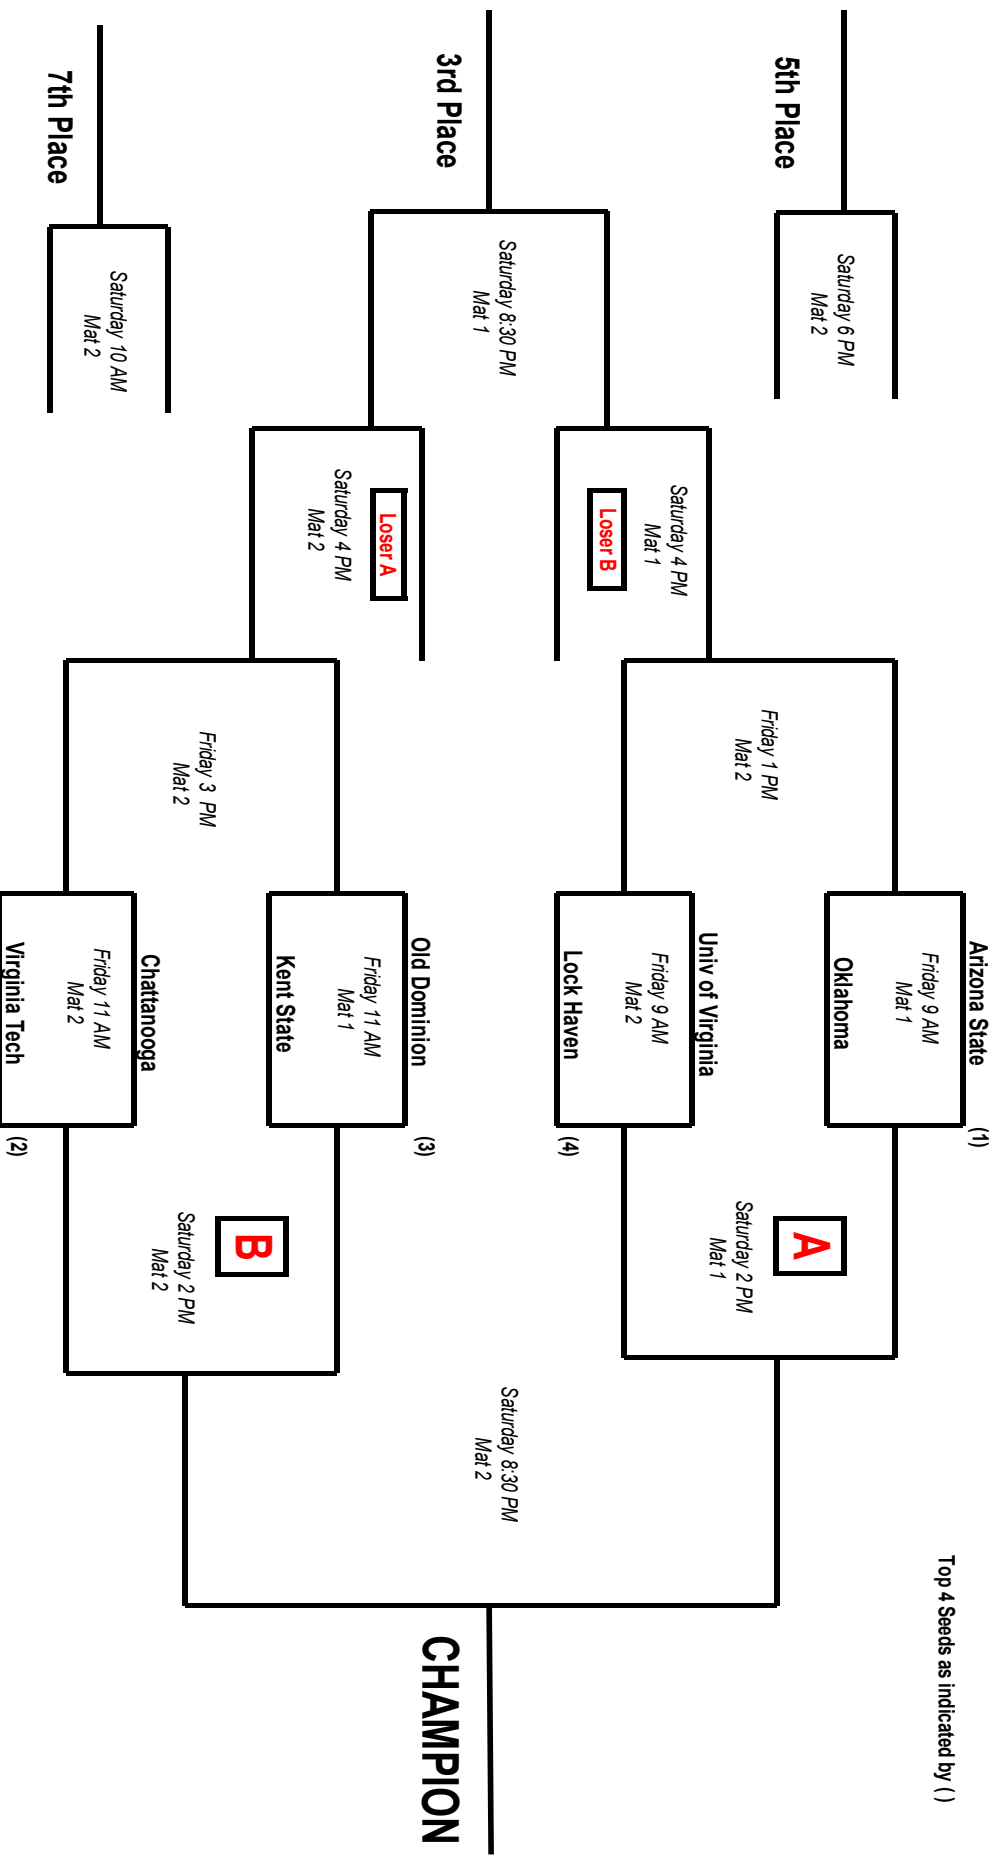 Top 4 Seeds as indicated by ( )
Arizona State
(1)
Friday 9 AM
Mat 1
Oklahoma
Univ of Virginia
Friday 9 AM
Mat 2
Lock Haven
(4)
Old Dominion
(3)
Friday 11 AM
Mat 1
Kent State
Chattanooga
Friday 11 AM
Mat 2
Virginia Tech
(2)
A
Saturday 2 PM
Mat 1
B
Saturday 2 PM
Mat 2
Saturday 8:30 PM
Mat 2
CHAMPION
Friday 1 PM
Mat 2
Friday 3 PM
Mat 2
Saturday 4 PM
Mat 1
Loser B
Loser A
Saturday 4 PM
Mat 2
Saturday 8:30 PM
Mat 1
3rd Place
Saturday 6 PM
Mat 2
5th Place
Saturday 10 AM
Mat 2
7th Place